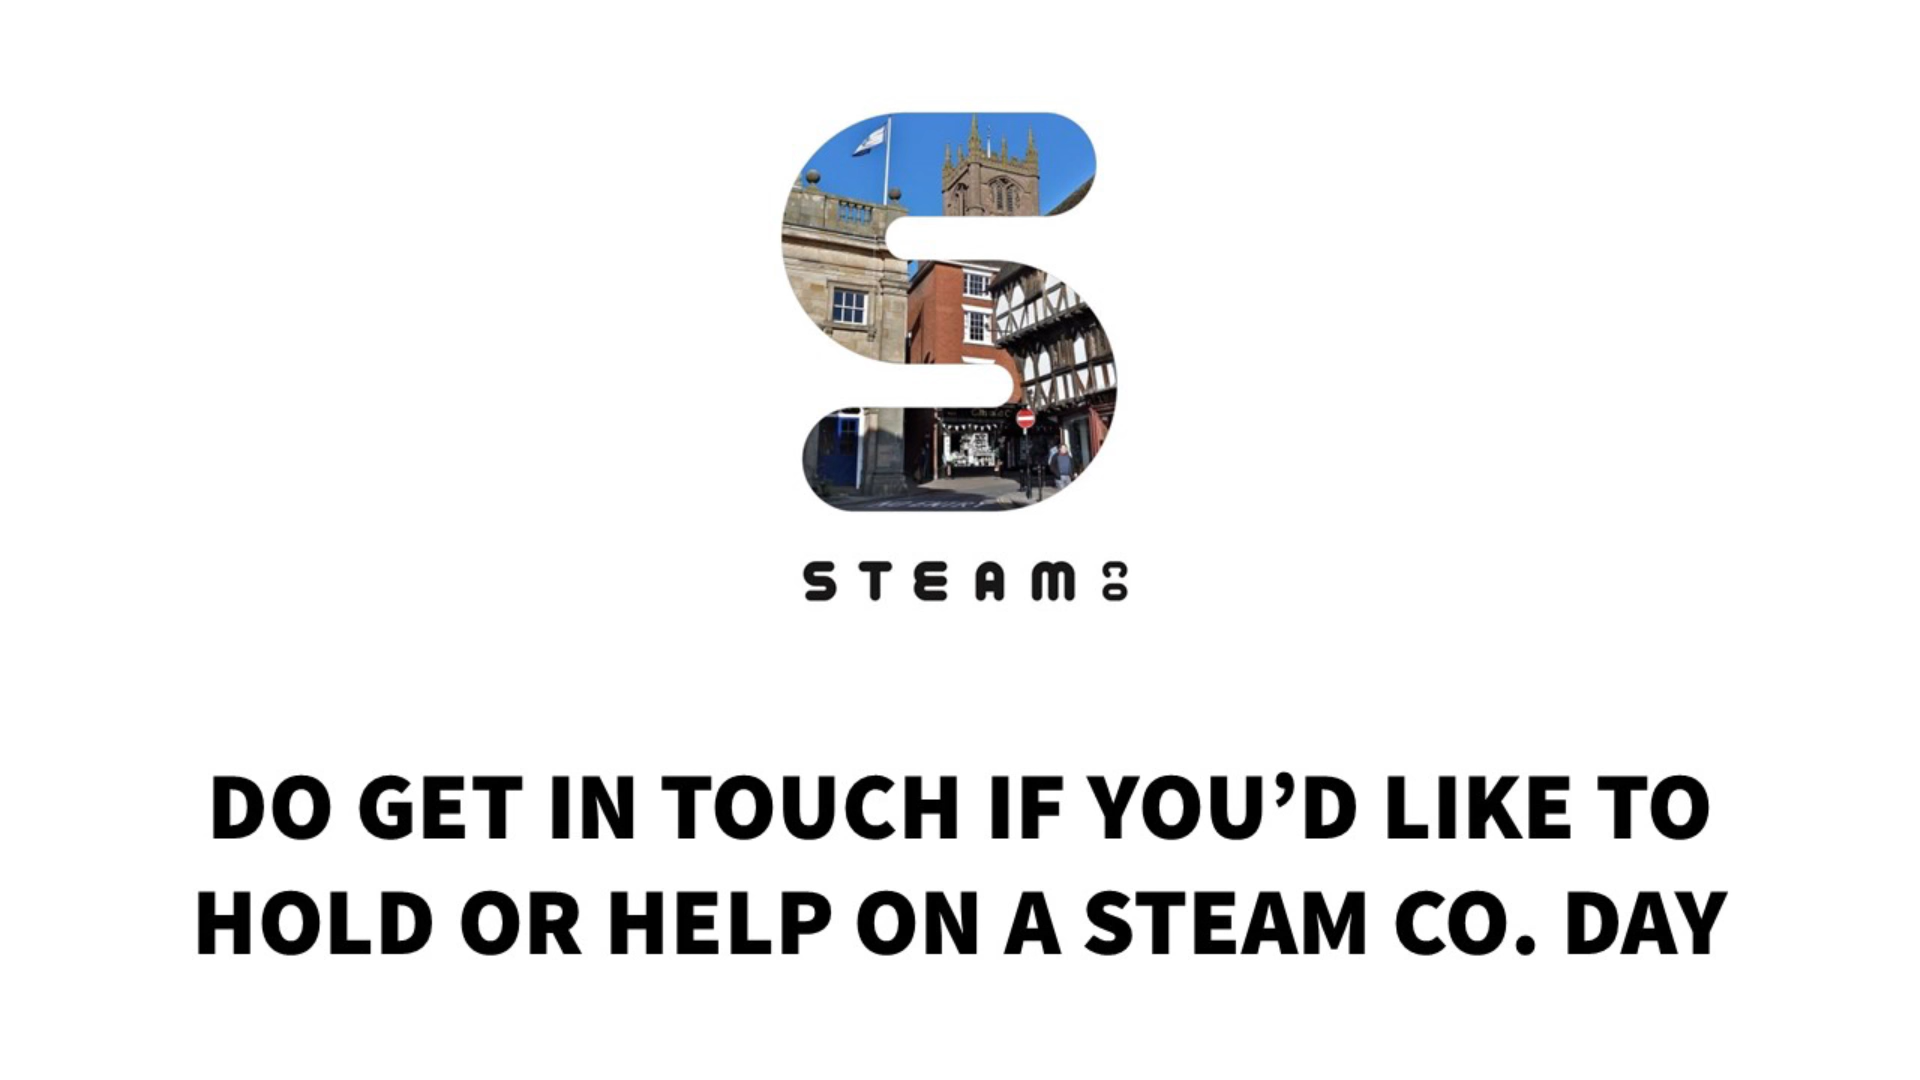 STEAM CO
DO GET IN TOUCH IF YOU’D LIKE TO
HOLD OR HELP ON A STEAM CO. DAY